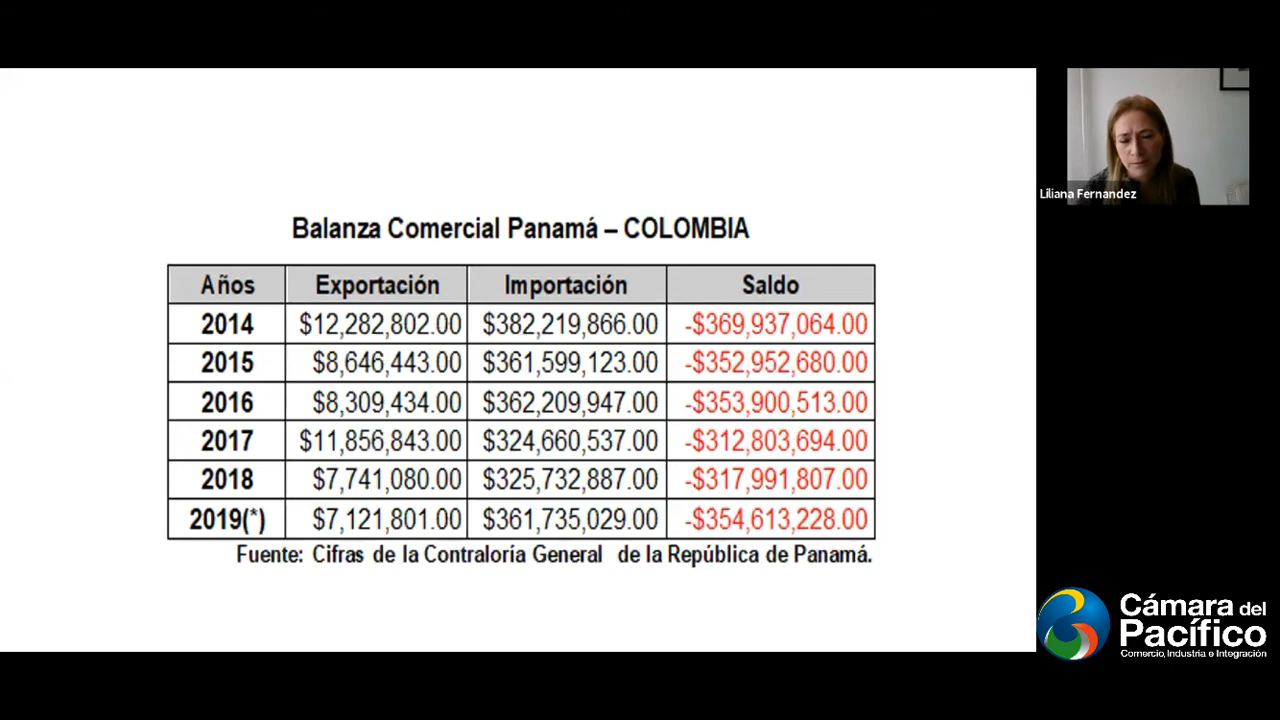 Balanza Comercial Panamá – COLOMBIA
Años Exportación Importación Saldo
2014 $12,282,802.00 $382,219,866.00 -$369,937,064.00
2015 $8,646,443.00 $361,599,123.00 -$352,952,680.00
2016 $8,309,434.00 $362,209,947.00 -$353,900,513.00
2017 $11,856,843.00 $324,660,537.00 -$312,803,694.00
2018 $7,741,080.00 $325,732,887.00 -$317,991,807.00
2019(*) $7,121,801.00 $361,735,029.00 -$354,613,228.00
Fuente: Cifras de la Contraloría General de la República de Panamá.
Liliana Fernandez
Cámara del
Pacífico
Comercio, Industria e Integración